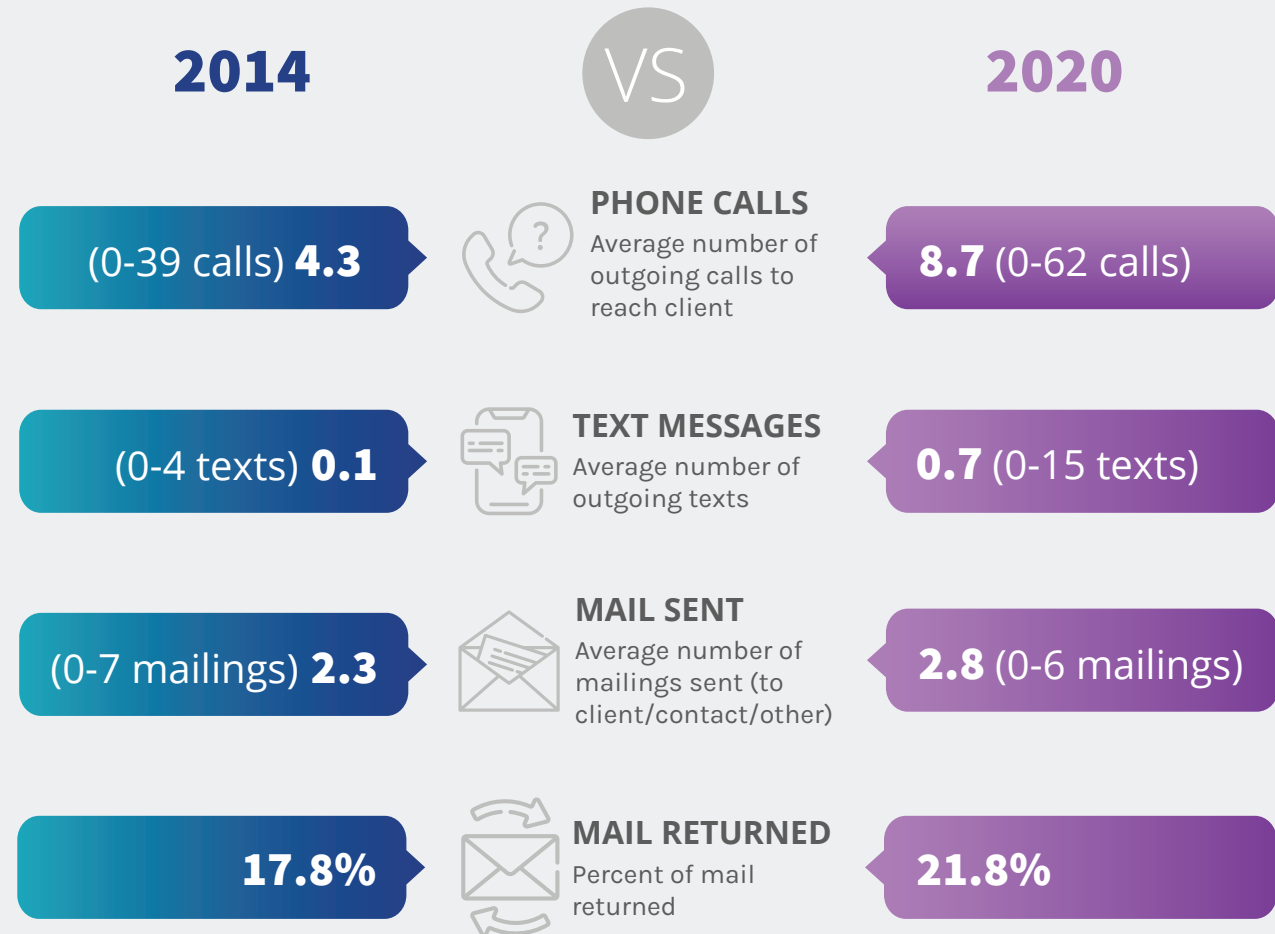 2014
VS
2020
(0-39 calls) 4.3
?
PHONE CALLS
Average number of
outgoing calls to
reach client
8.7 (0-62 calls)
(0-4 texts) 0.1
TEXT MESSAGES
Average number of
outgoing texts
0.7 (0-15 texts)
(0-7 mailings) 2.3
MAIL SENT
Average number of
mailings sent (to
client/contact/other)
2.8 (0-6 mailings)
17.8%
MAIL RETURNED
Percent of mail
returned
21.8%